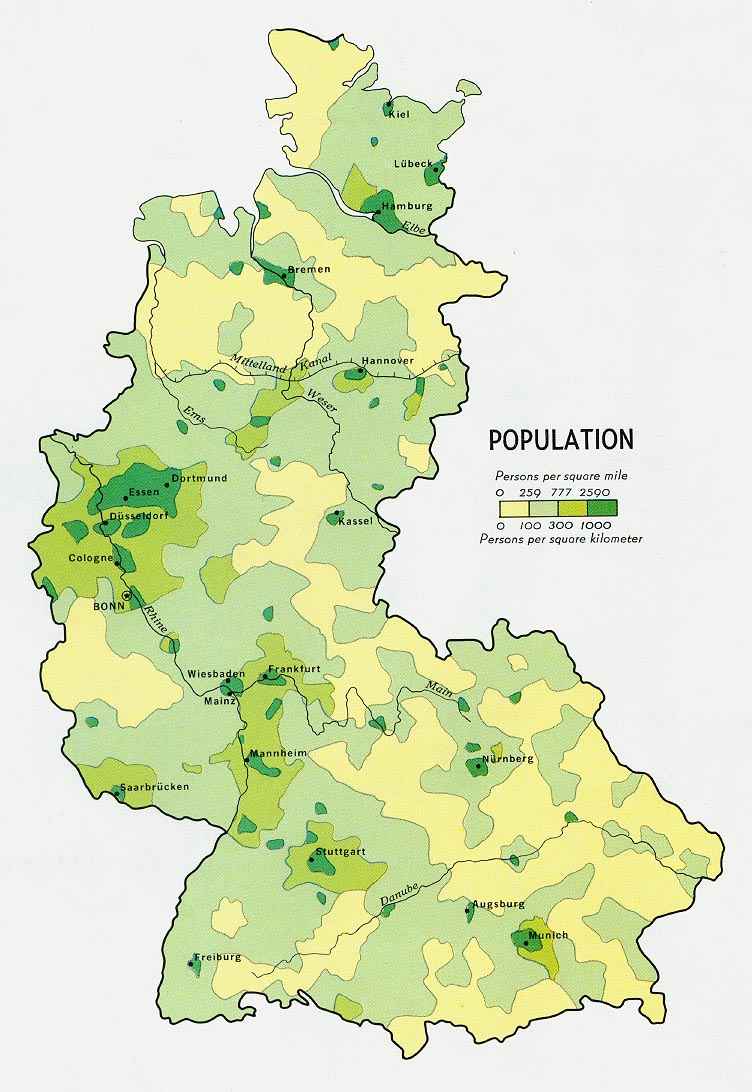 Kiel
Lübeck
Hamburg
Elbe
Bremen
Mittelland Kanal
Hannover
Weser
Ems
POPULATION
Persons per square mile
0 259 777 2590
0 100 300 1000
Persons per square kilometer
Dortmund
Essen
Düsseldorf
Kassel
Cologne
BONN
Rhine
Wiesbaden
Frankfurt
Mainz
Main
Mannheim
Nürnberg
Saarbrücken
Stuttgart
Danube
Augsburg
Munich
Freiburg